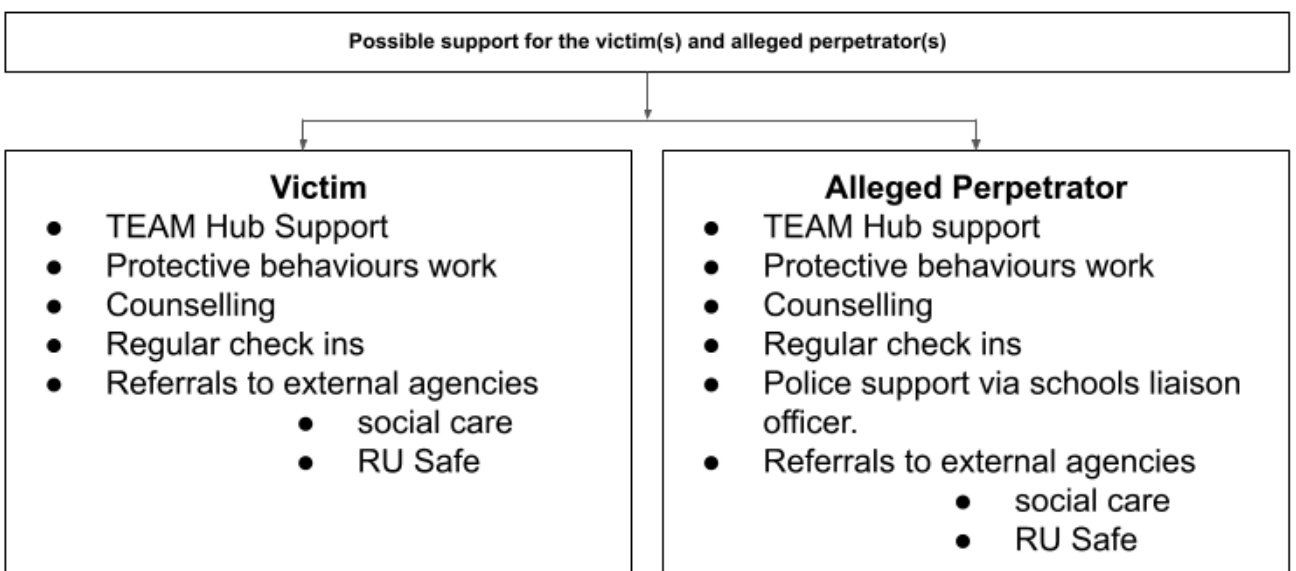 Possible support for the victim(s) and alleged perpetrator(s)
Victim
● TEAM Hub Support
● Protective behaviours work
● Counselling
● Regular check ins
● Referrals to external agencies
● social care
● RU Safe
Alleged Perpetrator
● TEAM Hub support
● Protective behaviours work
● Counselling
● Regular check ins
● Police support via schools liaison
officer.
● Referrals to external agencies
● social care
● RU Safe